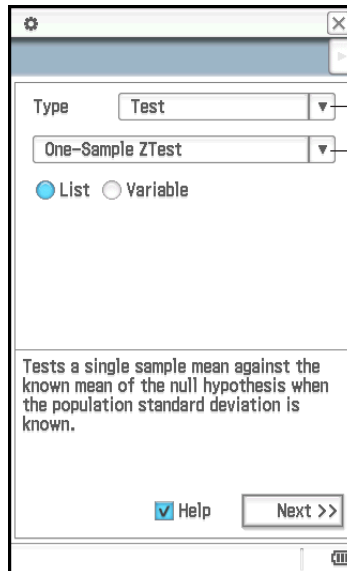 Type Test
One-Sample ZTest
List Variable
Tests a single sample mean against the
known mean of the null hypothesis when
the population standard deviation is
known.
Help Next >>